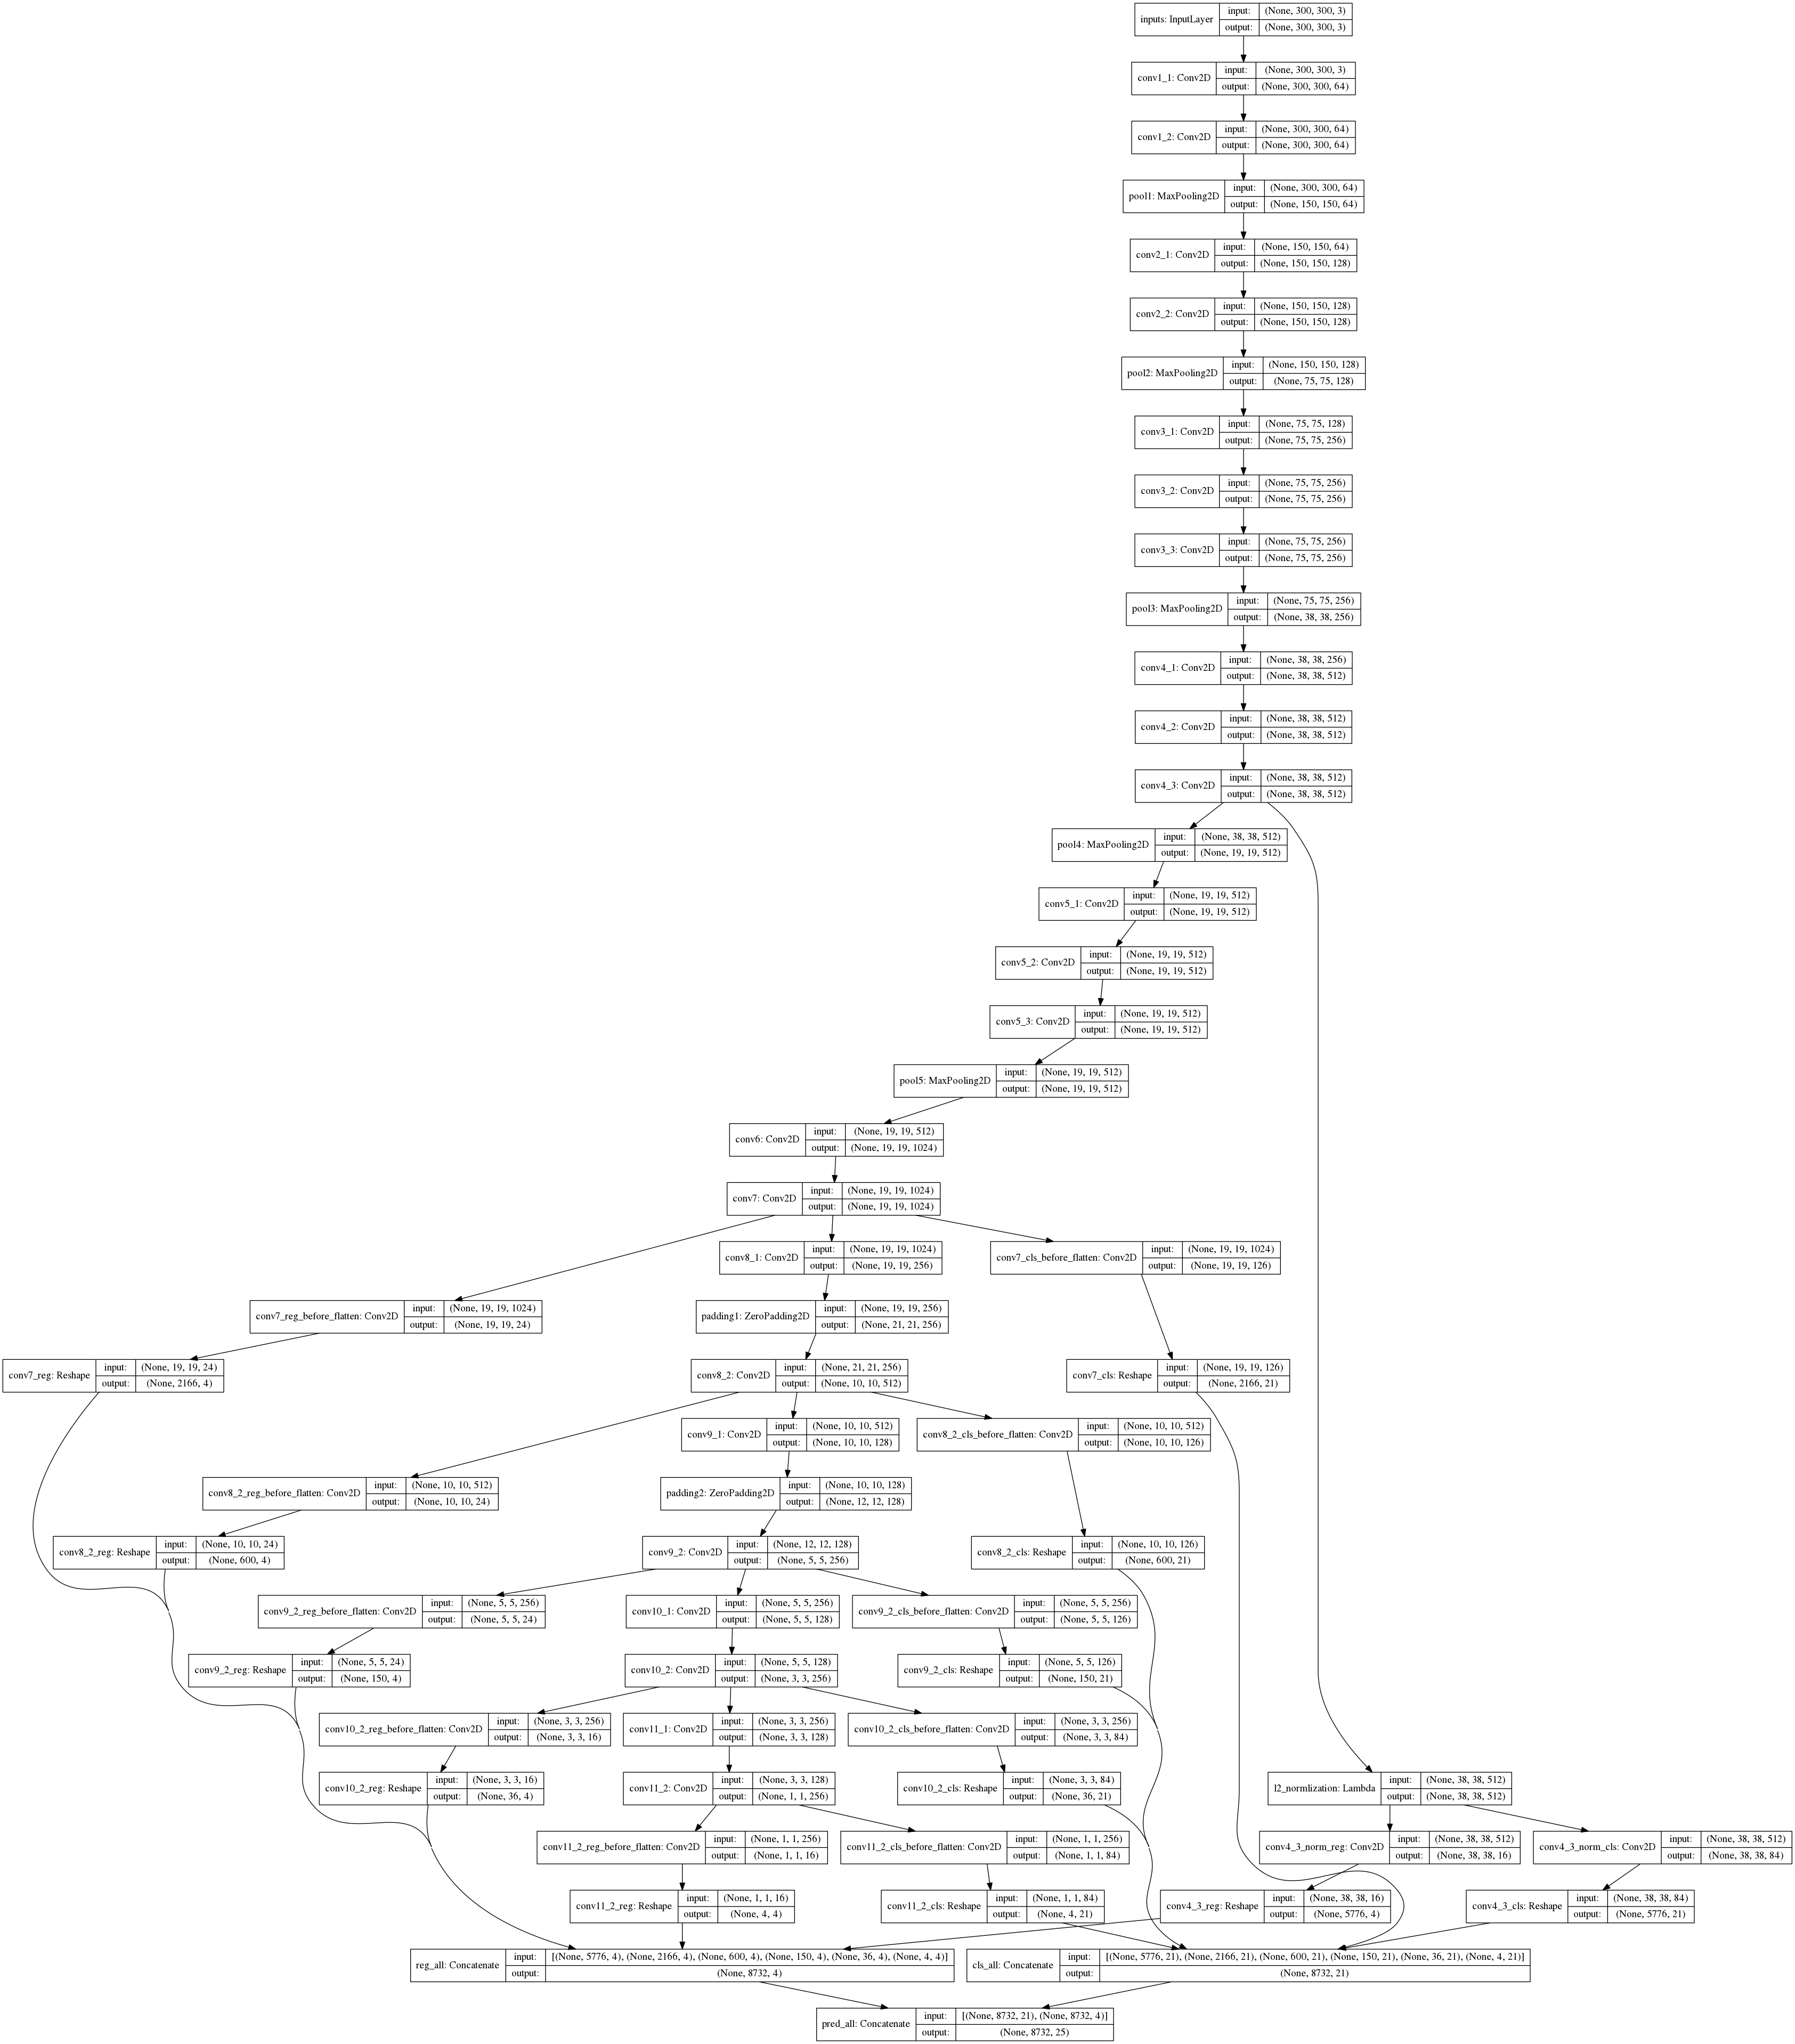 inputs: InputLayer
input: (None, 300, 300, 3)
output: (None, 300, 300, 3)
conv1_1: Conv2D
input: (None, 300, 300, 3)
output: (None, 300, 300, 64)
conv1_2: Conv2D
input: (None, 300, 300, 64)
output: (None, 300, 300, 64)
pool1: MaxPooling2D
input: (None, 300, 300, 64)
output: (None, 150, 150, 64)
conv2_1: Conv2D
input: (None, 150, 150, 64)
output: (None, 150, 150, 128)
conv2_2: Conv2D
input: (None, 150, 150, 128)
output: (None, 150, 150, 128)
pool2: MaxPooling2D
input: (None, 150, 150, 128)
output: (None, 75, 75, 128)
conv3_1: Conv2D
input: (None, 75, 75, 128)
output: (None, 75, 75, 256)
conv3_2: Conv2D
input: (None, 75, 75, 256)
output: (None, 75, 75, 256)
conv3_3: Conv2D
input: (None, 75, 75, 256)
output: (None, 75, 75, 256)
pool3: MaxPooling2D
input: (None, 75, 75, 256)
output: (None, 38, 38, 256)
conv4_1: Conv2D
input: (None, 38, 38, 256)
output: (None, 38, 38, 512)
conv4_2: Conv2D
input: (None, 38, 38, 512)
output: (None, 38, 38, 512)
conv4_3: Conv2D
input: (None, 38, 38, 512)
output: (None, 38, 38, 512)
pool4: MaxPooling2D
input: (None, 38, 38, 512)
output: (None, 19, 19, 512)
conv5_1: Conv2D
input: (None, 19, 19, 512)
output: (None, 19, 19, 512)
conv5_2: Conv2D
input: (None, 19, 19, 512)
output: (None, 19, 19, 512)
conv5_3: Conv2D
input: (None, 19, 19, 512)
output: (None, 19, 19, 512)
pool5: MaxPooling2D
input: (None, 19, 19, 512)
output: (None, 19, 19, 512)
conv6: Conv2D
input: (None, 19, 19, 512)
output: (None, 19, 19, 1024)
conv7: Conv2D
input: (None, 19, 19, 1024)
output: (None, 19, 19, 1024)
conv8_1: Conv2D
input: (None, 19, 19, 1024)
output: (None, 19, 19, 256)
conv7_cls_before_flatten: Conv2D
input: (None, 19, 19, 1024)
output: (None, 19, 19, 126)
conv7_reg_before_flatten: Conv2D
input: (None, 19, 19, 1024)
output: (None, 19, 19, 24)
padding1: ZeroPadding2D
input: (None, 19, 19, 256)
output: (None, 21, 21, 256)
conv7_reg: Reshape
input: (None, 19, 19, 24)
output: (None, 2166, 4)
conv8_2: Conv2D
input: (None, 21, 21, 256)
output: (None, 10, 10, 512)
conv7_cls: Reshape
input: (None, 19, 19, 126)
output: (None, 2166, 21)
conv9_1: Conv2D
input: (None, 10, 10, 512)
output: (None, 10, 10, 128)
conv8_2_cls_before_flatten: Conv2D
input: (None, 10, 10, 512)
output: (None, 10, 10, 126)
conv8_2_reg_before_flatten: Conv2D
input: (None, 10, 10, 512)
output: (None, 10, 10, 24)
padding2: ZeroPadding2D
input: (None, 10, 10, 128)
output: (None, 12, 12, 128)
conv8_2_reg: Reshape
input: (None, 10, 10, 24)
output: (None, 600, 4)
conv9_2: Conv2D
input: (None, 12, 12, 128)
output: (None, 5, 5, 256)
conv8_2_cls: Reshape
input: (None, 10, 10, 126)
output: (None, 600, 21)
conv9_2_reg_before_flatten: Conv2D
input: (None, 5, 5, 256)
output: (None, 5, 5, 24)
conv10_1: Conv2D
input: (None, 5, 5, 256)
output: (None, 5, 5, 128)
conv9_2_cls_before_flatten: Conv2D
input: (None, 5, 5, 256)
output: (None, 5, 5, 126)
conv9_2_reg: Reshape
input: (None, 5, 5, 24)
output: (None, 150, 4)
conv10_2: Conv2D
input: (None, 5, 5, 128)
output: (None, 3, 3, 256)
conv9_2_cls: Reshape
input: (None, 5, 5, 126)
output: (None, 150, 21)
conv10_2_reg_before_flatten: Conv2D
input: (None, 3, 3, 256)
output: (None, 3, 3, 16)
conv11_1: Conv2D
input: (None, 3, 3, 256)
output: (None, 3, 3, 128)
conv10_2_cls_before_flatten: Conv2D
input: (None, 3, 3, 256)
output: (None, 3, 3, 84)
conv10_2_reg: Reshape
input: (None, 3, 3, 16)
output: (None, 36, 4)
conv11_2: Conv2D
input: (None, 3, 3, 128)
output: (None, 1, 1, 256)
conv10_2_cls: Reshape
input: (None, 3, 3, 84)
output: (None, 36, 21)
l2_normlization: Lambda
input: (None, 38, 38, 512)
output: (None, 38, 38, 512)
conv11_2_reg_before_flatten: Conv2D
input: (None, 1, 1, 256)
output: (None, 1, 1, 16)
conv11_2_cls_before_flatten: Conv2D
input: (None, 1, 1, 256)
output: (None, 1, 1, 84)
conv4_3_norm_reg: Conv2D
input: (None, 38, 38, 512)
output: (None, 38, 38, 16)
conv4_3_norm_cls: Conv2D
input: (None, 38, 38, 512)
output: (None, 38, 38, 84)
conv11_2_reg: Reshape
input: (None, 1, 1, 16)
output: (None, 4, 4)
conv11_2_cls: Reshape
input: (None, 1, 1, 84)
output: (None, 4, 21)
conv4_3_reg: Reshape
input: (None, 38, 38, 16)
output: (None, 5776, 4)
conv4_3_cls: Reshape
input: (None, 38, 38, 84)
output: (None, 5776, 21)
reg_all: Concatenate
input: [(None, 5776, 4), (None, 2166, 4), (None, 600, 4), (None, 150, 4), (None, 36, 4), (None, 4, 4)]
output: (None, 8732, 4)
cls_all: Concatenate
input: [(None, 5776, 21), (None, 2166, 21), (None, 600, 21), (None, 150, 21), (None, 36, 21), (None, 4, 21)]
output: (None, 8732, 21)
pred_all: Concatenate
input: [(None, 8732, 21), (None, 8732, 4)]
output: (None, 8732, 25)